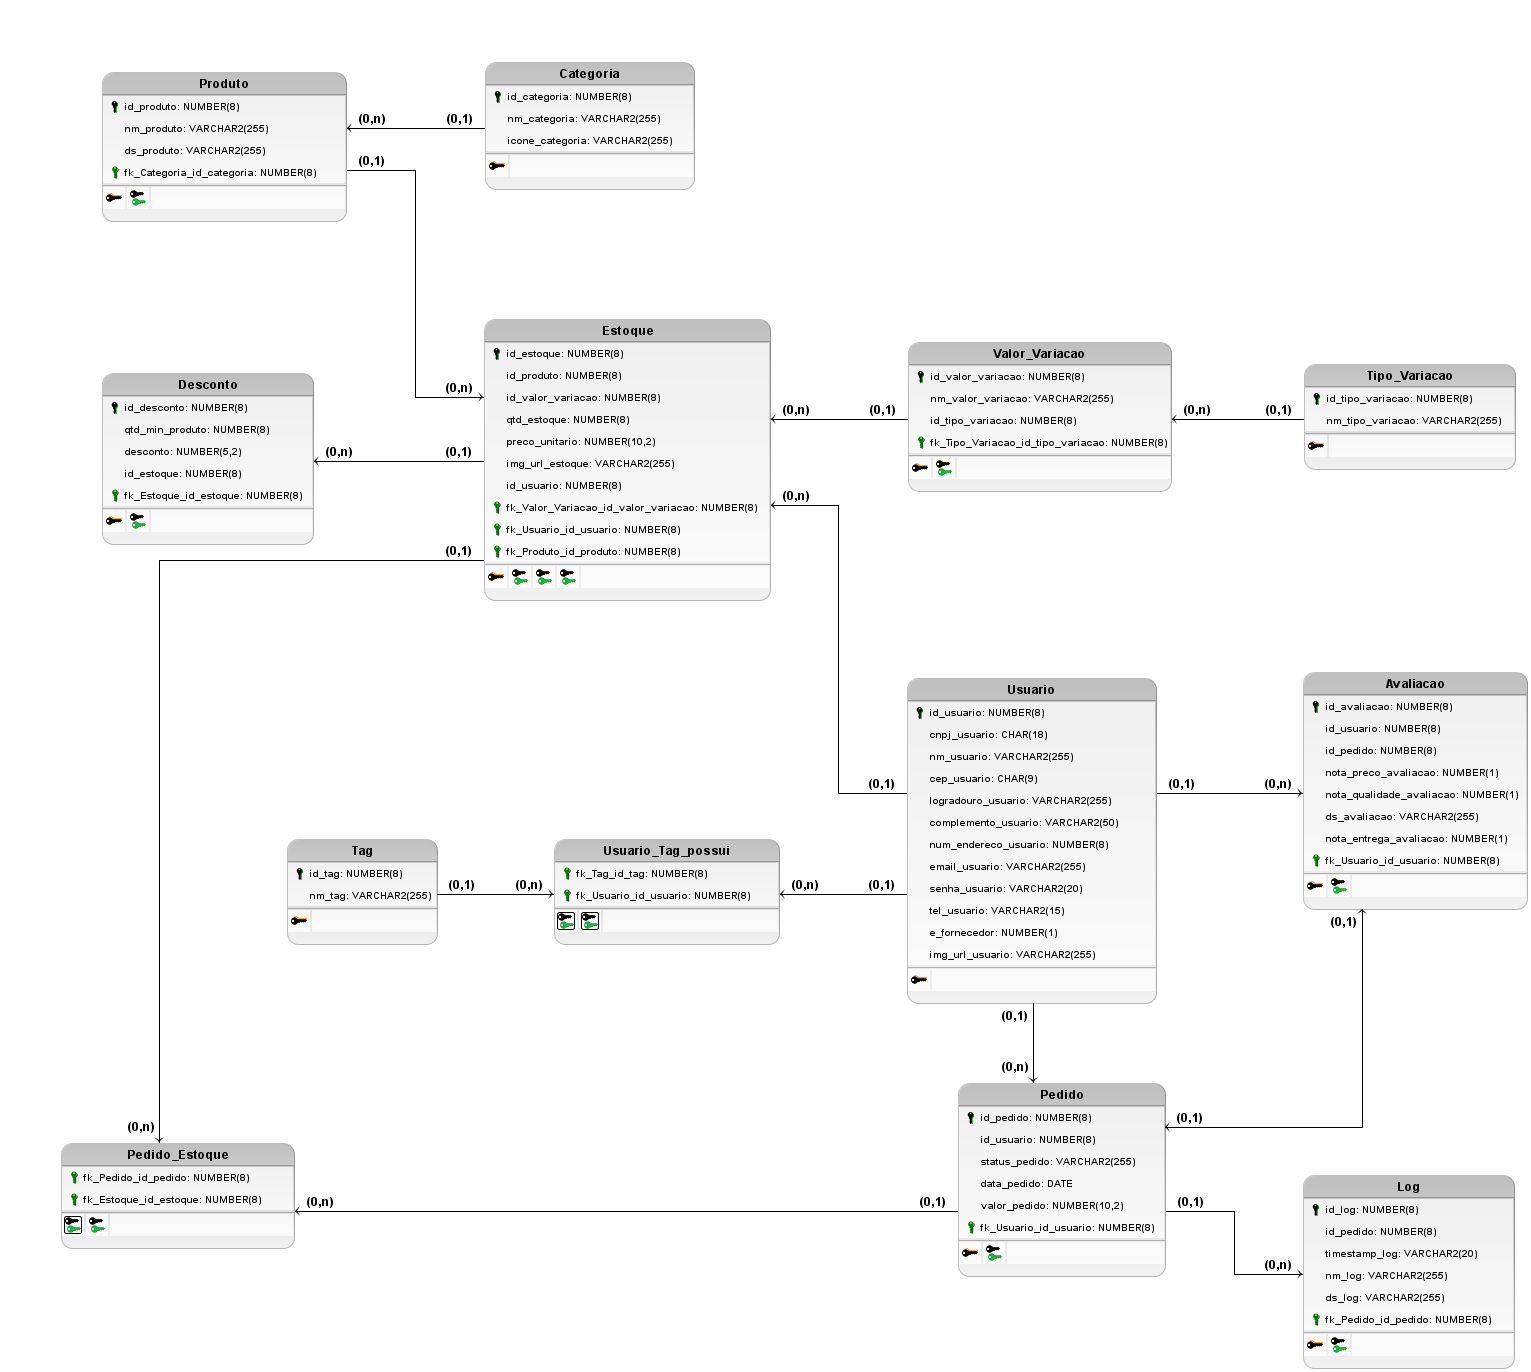 Produto
id_produto: NUMBER(8)
nm_produto: VARCHAR2(255)
ds_produto: VARCHAR2(255)
fk_Categoria_id_categoria: NUMBER(8)
(0,n)
(0,1)
(0,1)
Categoria
id_categoria: NUMBER(8)
nm_categoria: VARCHAR2(255)
icone_categoria: VARCHAR2(255)
Estoque
id_estoque: NUMBER(8)
id_produto: NUMBER(8)
id_valor_variacao: NUMBER(8)
qtd_estoque: NUMBER(8)
preco_unitario: NUMBER(10,2)
img_url_estoque: VARCHAR2(255)
id_usuario: NUMBER(8)
fk_Valor_Variacao_id_valor_variacao: NUMBER(8)
fk_Usuario_id_usuario: NUMBER(8)
fk_Produto_id_produto: NUMBER(8)
(0,n)
Desconto
id_desconto: NUMBER(8)
qtd_min_produto: NUMBER(8)
desconto: NUMBER(5,2)
id_estoque: NUMBER(8)
fk_Estoque_id_estoque: NUMBER(8)
(0,n)
(0,1)
(0,1)
Valor_Variacao
id_valor_variacao: NUMBER(8)
nm_valor_variacao: VARCHAR2(255)
id_tipo_variacao: NUMBER(8)
fk_Tipo_Variacao_id_tipo_variacao: NUMBER(8)
(0,n)
(0,1)
(0,n)
Tipo_Variacao
id_tipo_variacao: NUMBER(8)
nm_tipo_variacao: VARCHAR2(255)
(0,n)
(0,1)
Usuario
id_usuario: NUMBER(8)
cnpj_usuario: CHAR(18)
nm_usuario: VARCHAR2(255)
cep_usuario: CHAR(9)
logradouro_usuario: VARCHAR2(255)
complemento_usuario: VARCHAR2(50)
num_endereco_usuario: NUMBER(8)
email_usuario: VARCHAR2(255)
senha_usuario: VARCHAR2(20)
tel_usuario: VARCHAR2(15)
e_fornecedor: NUMBER(1)
img_url_usuario: VARCHAR2(255)
(0,1)
(0,1)
(0,n)
Avaliacao
id_avaliacao: NUMBER(8)
id_usuario: NUMBER(8)
id_pedido: NUMBER(8)
nota_preco_avaliacao: NUMBER(1)
nota_qualidade_avaliacao: NUMBER(1)
ds_avaliacao: VARCHAR2(255)
nota_entrega_avaliacao: NUMBER(1)
fk_Usuario_id_usuario: NUMBER(8)
(0,1)
Tag
id_tag: NUMBER(8)
nm_tag: VARCHAR2(255)
(0,1)
(0,n)
Usuario_Tag_possui
fk_Tag_id_tag: NUMBER(8)
fk_Usuario_id_usuario: NUMBER(8)
(0,n)
(0,1)
(0,1)
(0,n)
Pedido
id_pedido: NUMBER(8)
id_usuario: NUMBER(8)
status_pedido: VARCHAR2(255)
data_pedido: DATE
valor_pedido: NUMBER(10,2)
fk_Usuario_id_usuario: NUMBER(8)
(0,1)
(0,n)
Pedido_Estoque
fk_Pedido_id_pedido: NUMBER(8)
fk_Estoque_id_estoque: NUMBER(8)
(0,n)
(0,1)
(0,1)
(0,n)
Log
id_log: NUMBER(8)
id_pedido: NUMBER(8)
timestamp_log: VARCHAR2(20)
nm_log: VARCHAR2(255)
ds_log: VARCHAR2(255)
fk_Pedido_id_pedido: NUMBER(8)